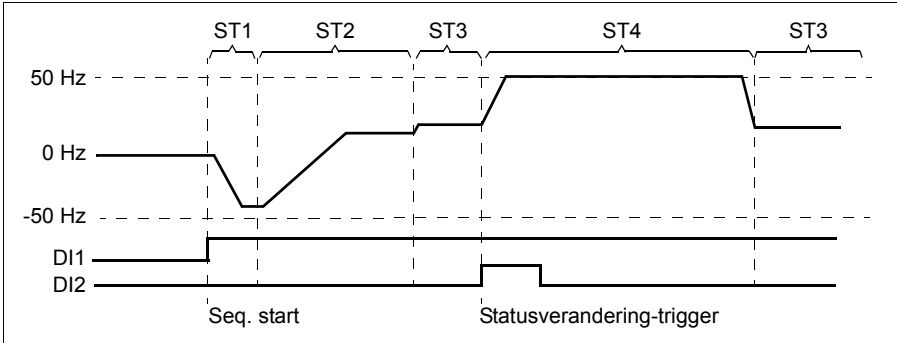 ST1 ST2 ST3 ST4 ST3
50 Hz
0 Hz
-50 Hz
DI1
DI2
Seq. start Statusverandering-trigger